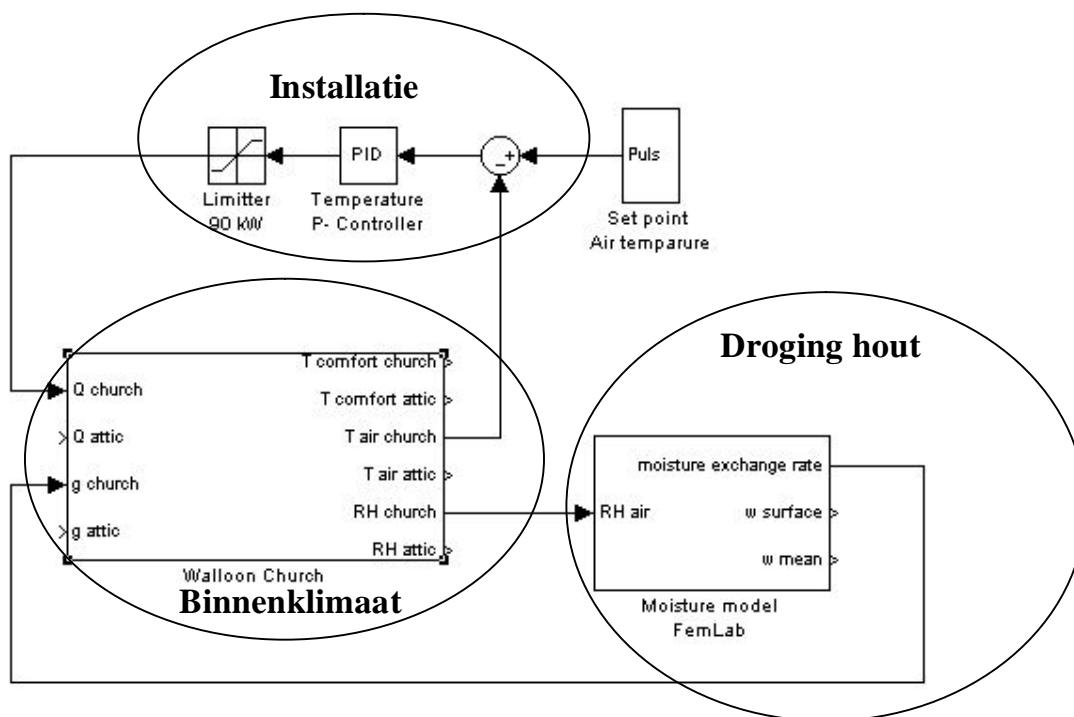 Installatie
PID
- +
Puls
Limitter
90 kW
Temperature
P- Controller
Set point
Air temparure
Q church
Q attic
g church
g attic
T comfort church
T comfort attic
T air church
T air attic
RH church
RH attic
Walloon Church
Binnenklimaat
Droging hout
moisture exchange rate
RH air
w surface
w mean
Moisture model
FemLab